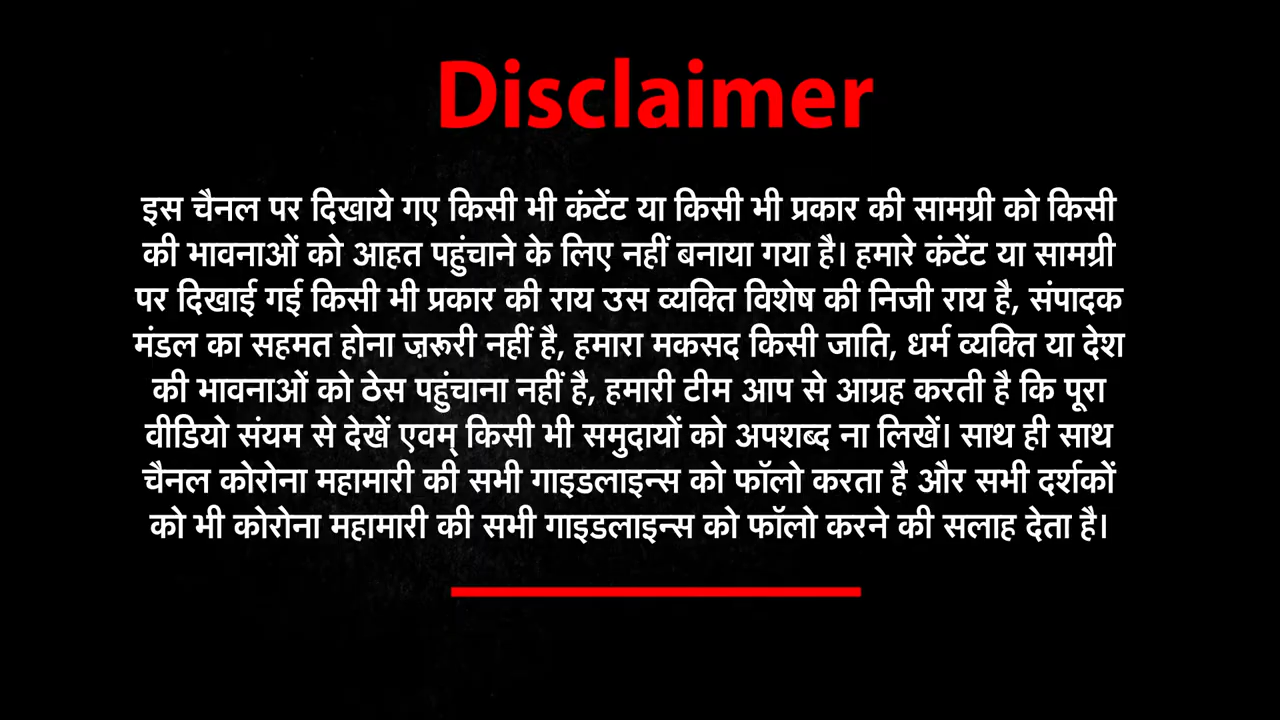 Disclaimer
इस चैनल पर दिखाये गए किसी भी कंटेंट या किसी भी प्रकार की सामग्री को किसी
की भावनाओं को आहत पहुंचाने के लिए नहीं बनाया गया है। हमारे कंटेंट या सामग्री
पर दिखाई गई किसी भी प्रकार की राय उस व्यक्ति विशेष की निजी राय है, संपादक
मंडल का सहमत होना ज़रूरी नहीं है, हमारा मकसद किसी जाति, धर्म व्यक्ति या देश
की भावनाओं को ठेस पहुंचाना नहीं है, हमारी टीम आप से आग्रह करती है कि पूरा
वीडियो संयम से देखें एवम् किसी भी समुदायों को अपशब्द ना लिखें। साथ ही साथ
चैनल कोरोना महामारी की सभी गाइडलाइन्स को फॉलो करता है और सभी दर्शकों
को भी कोरोना महामारी की सभी गाइडलाइन्स को फॉलो करने की सलाह देता है।